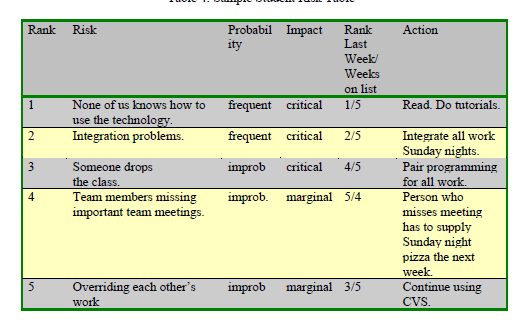 Table 4: Sample Student Risk Table
Rank Risk Probabil Impact Rank Action
ity Last
Week/
Weeks
on list
1 None of us knows how to frequent critical 1/5 Read. Do tutorials.
use the technology.
2 Integration problems. frequent critical 2/5 Integrate all work
Sunday nights.
3 Someone drops improb critical 4/5 Pair programming
the class. for all work.
4 Team members missing improb. marginal 5/4 Person who
important team meetings. misses meeting
has to supply
Sunday night
pizza the next
week.
5 Overriding each other's improb marginal 3/5 Continue using
work CVS.